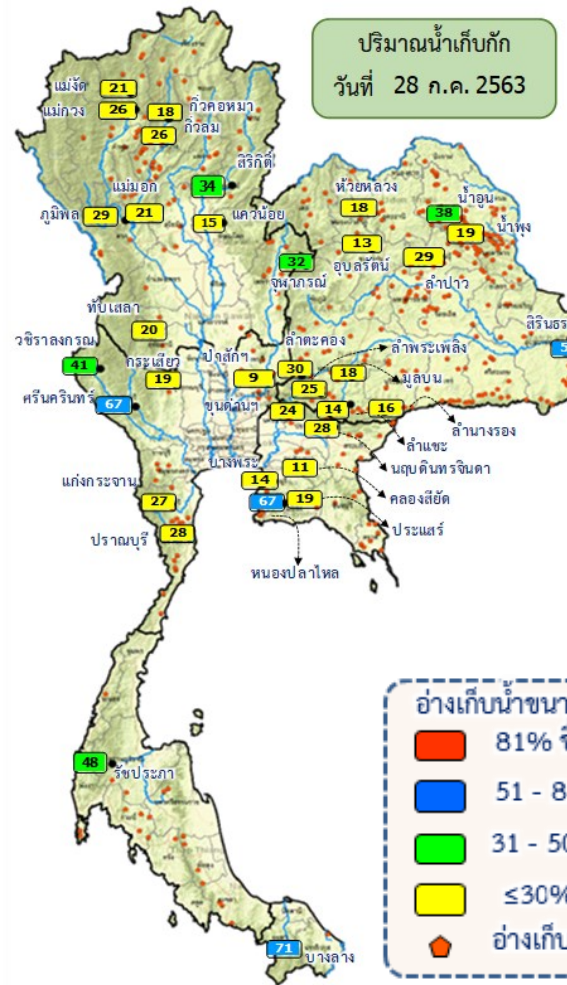 ปริมาณน้ำเก็บกัก
วันที่ 28 ก.ค. 2563
แม่งัด
21
แม่กวง
26
18
กิ่วคอหมา
26
กิ่วลม
34
สิริกิติ์
แม่มอก
ภูมิพล
29
21
15
แควน้อย
ห้วยหลวง
18
38
น้ำอูน
19
น้ำพุง
13
อุบลรัตน์
29
ลำปาว
32
จุฬาภรณ์
สิรินธร
5
ทับเสลา
20
วชิราลงกรณ
41
กระเสียว
19
ป่าสักฯ
9
ลำตะคอง
30
ลำพระเพลิง
25
18
มูลบน
ศรีนครินทร์
67
ขุนด่านฯ
24
14
16
ลำนางรอง
28
ลำแชะ
นฤบดินทรจินดา
บางพระ
14
11
คลองสียัด
67
19
ประแสร์
หนองปลาไหล
แก่งกระจาน
27
ปราณบุรี
28
48
รัชประภา
71
บางลาง
อ่างเก็บน้ำขนา
81%
51 - 8
31 - 50
≤30%
อ่างเก็บ